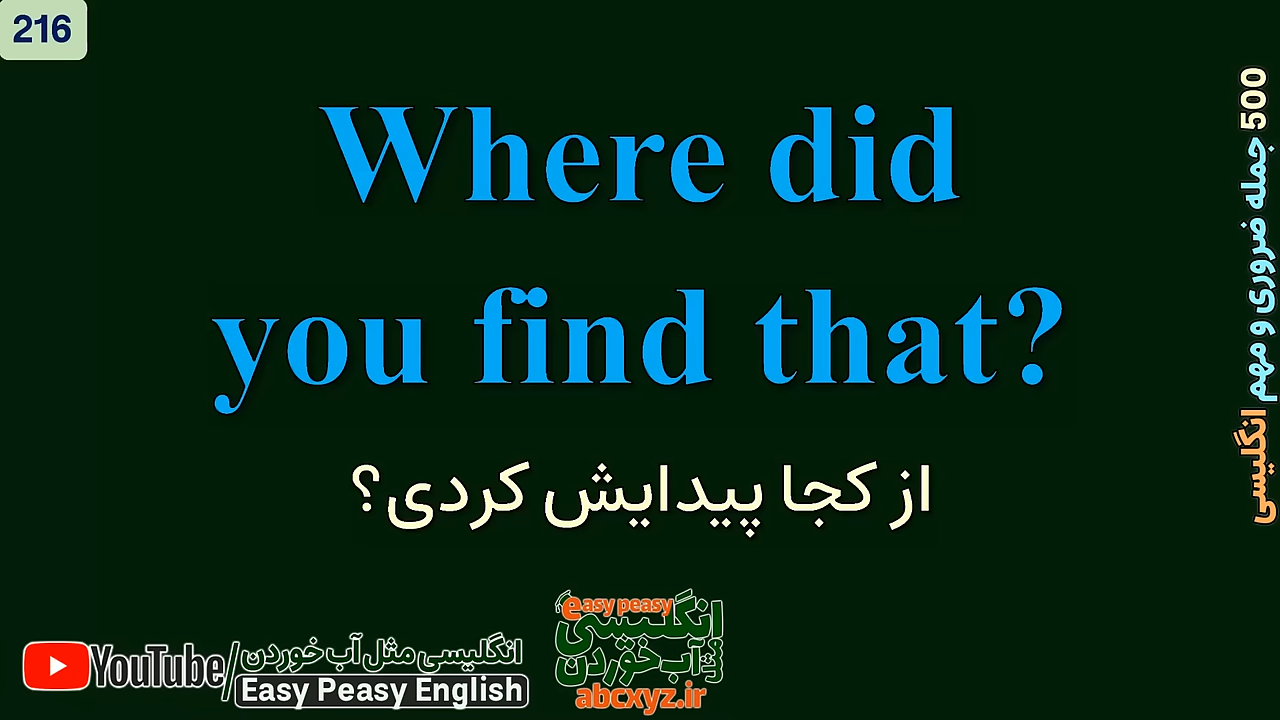 216
Where did
you find that?
از کجا پیدایش کردی؟
500 جمله ضروری و مهم انگلیسی
YouTube/انگلیسی مثل آب خوردن
Easy Peasy English
easy peasy
انگلیسی
مثل آب خوردن
abcxyz.ir